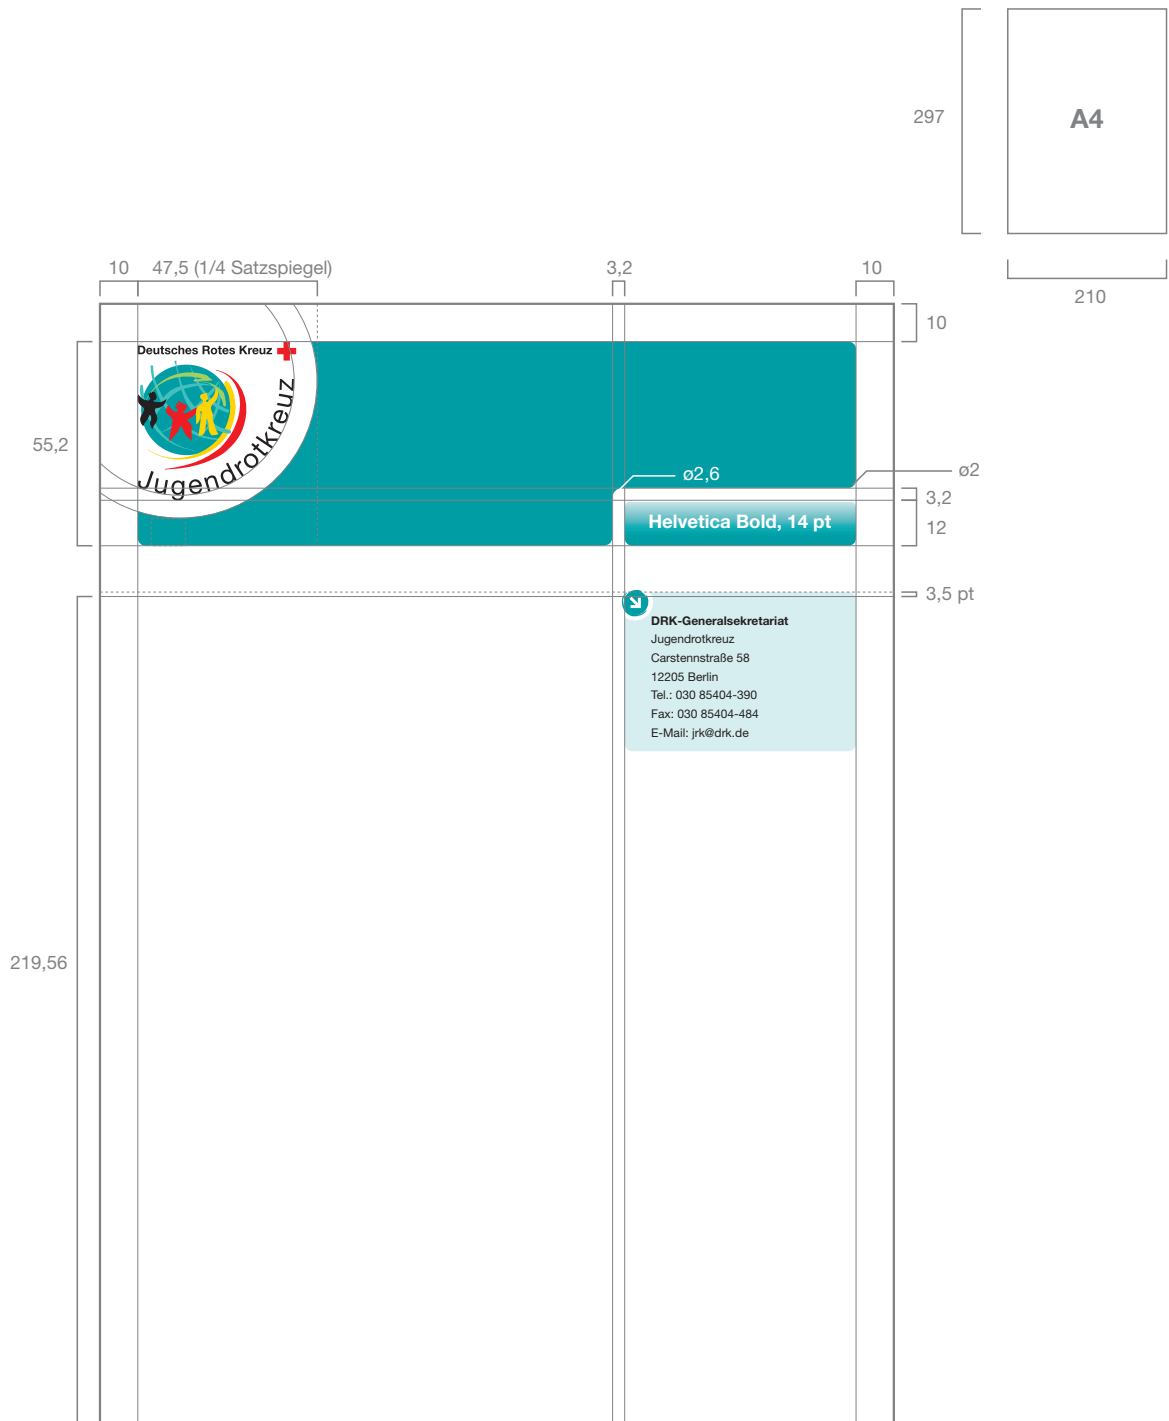 297
A4
210
10
47,5 (1/4 Satzspiegel)
3,2
10
10
Deutsches Rotes Kreuz
Jugendrotkreuz
55,2
ø2,6
ø2
3,2
Helvetica Bold, 14 pt
12
3,5 pt
DRK-Generalsekretariat
Jugendrotkreuz
Carstennstraße 58
12205 Berlin
Tel.: 030 85404-390
Fax: 030 85404-484
E-Mail: jrk@drk.de
219,56